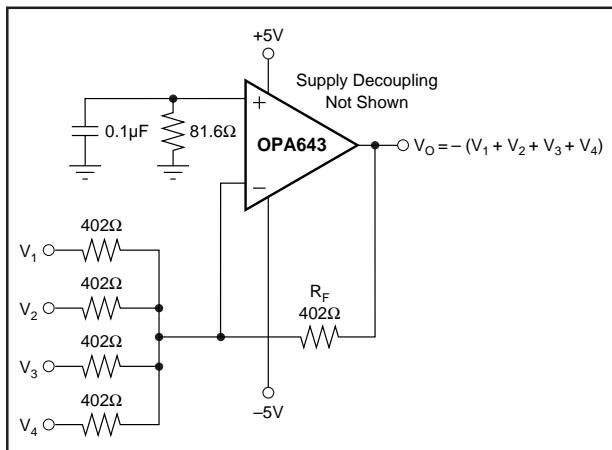 +5V
Supply Decoupling
Not Shown
+
0.1µF
81.6Ω
OPA643
V_O = – (V_1 + V_2 + V_3 + V_4)
–
402Ω
V_1
402Ω
V_2
R_F
402Ω
402Ω
V_3
402Ω
V_4
–5V